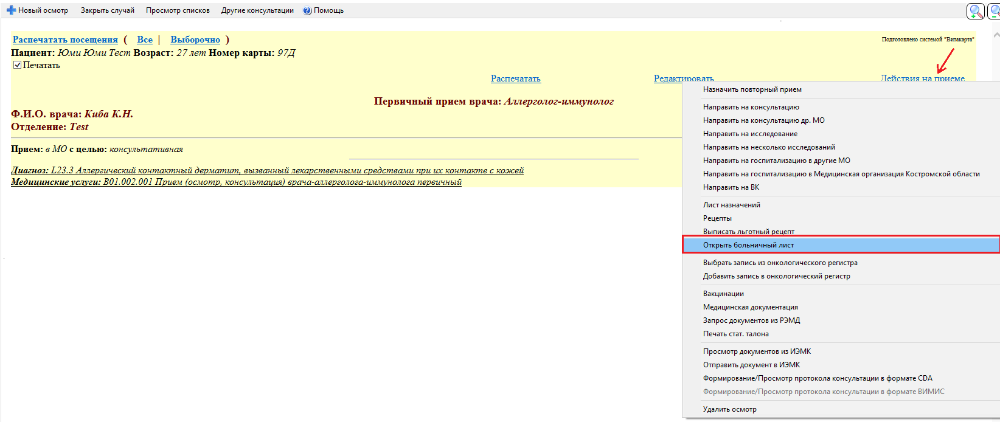 Новый осмотр Закрыть случай Просмотр списков Другие консультации Помощь
Распечатать посещения ( Все | Выборочно )
Подготовлено системой "Витакарта"
Пациент: Юми Юми Тест Возраст: 27 лет Номер карты: 97Д
Печатать
Распечатать Редактировать Действия на приеме
Первичный прием врача: Аллерголог-иммунолог
Ф.И.О. врача: Киба К.Н.
Отделение: Test
Прием: в МО с целью: консультативная
Диагноз: L23.3 Аллергический контактный дерматит, вызванный лекарственными средствами при их контакте с кожей
Медицинские услуги: B01.002.001 Прием (осмотр, консультация) врача-аллерголога-иммунолога первичный
Назначить повторный прием
Направить на консультацию
Направить на консультацию др. МО
Направить на исследование
Направить на несколько исследований
Направить на госпитализацию в другие МО
Направить на госпитализацию в Медицинская организация Костромской области
Направить на ВК
Лист назначений
Рецепты
Выписать льготный рецепт
Открыть больничный лист
Выбрать запись из онкологического регистра
Добавить запись в онкологический регистр
Вакцинации
Медицинская документация
Запрос документов из РЭМД
Печать стат. талона
Просмотр документов из ИЭМК
Отправить документ в ИЭМК
Формирование/Просмотр протокола консультации в формате CDA
Формирование/Просмотр протокола консультации в формате ВИМИС
Удалить осмотр